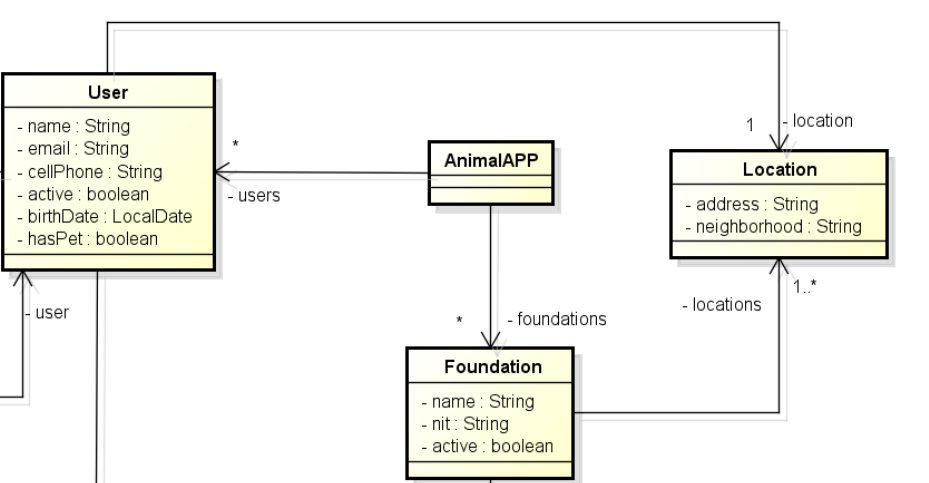 User
- name : String
- email : String
- cellPhone : String
- active : boolean
- birthDate : LocalDate
- hasPet : boolean
*
- users
- user
AnimalAPP
1
- location
Location
- address : String
- neighborhood : String
1..*
- locations
*
- foundations
Foundation
- name : String
- nit : String
- active : boolean